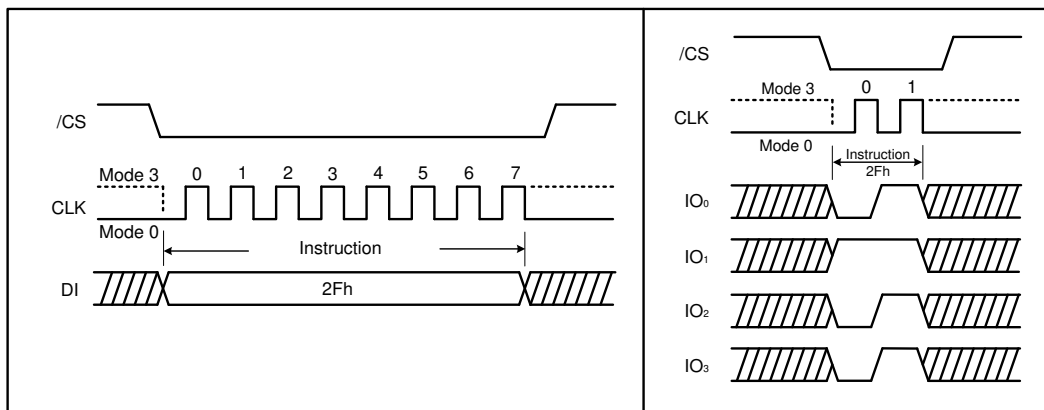 /CS
Mode 3 0 1 2 3 4 5 6 7
CLK
Mode 0
Instruction
DI 2Fh
/CS
Mode 3 0 1
CLK
Mode 0
Instruction
2Fh
IO₀
IO₁
IO₂
IO₃